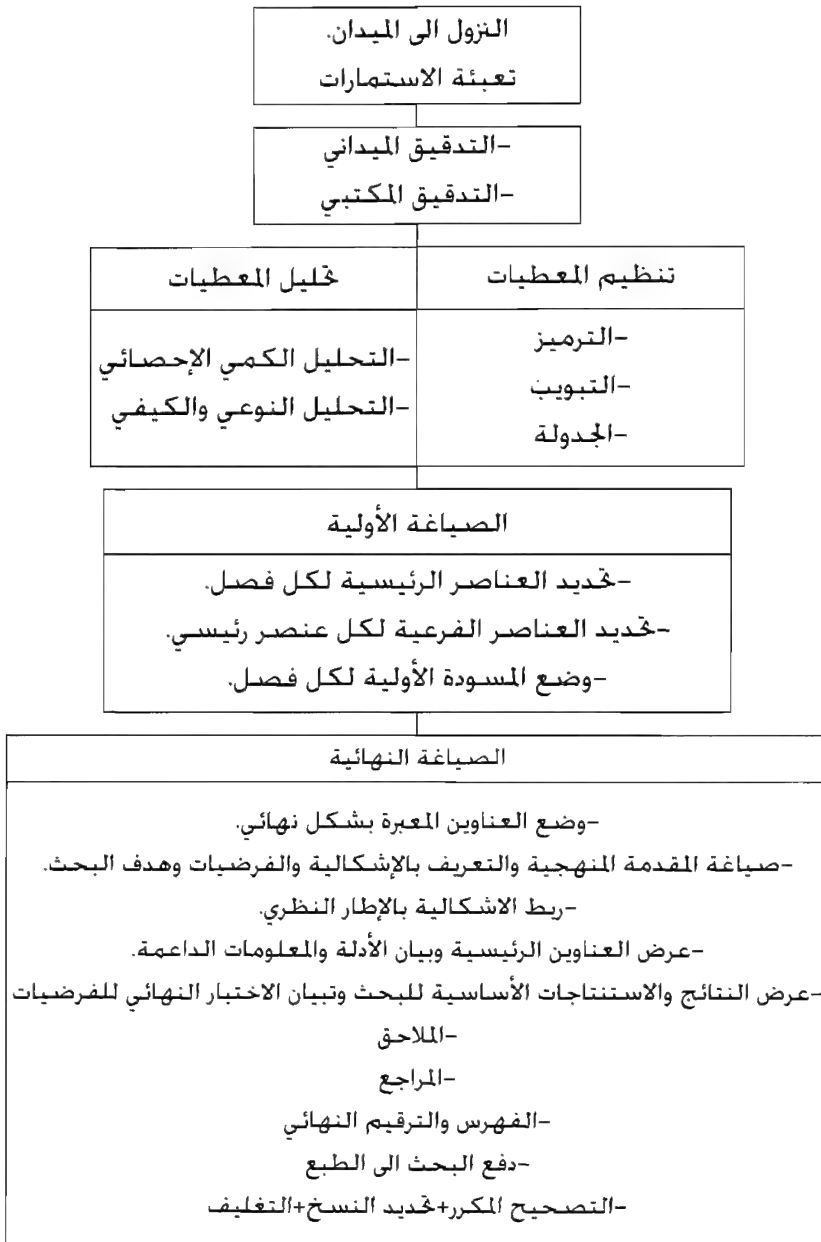 النزول الى الميدان.
تعبئة الاستمارات
-التدقيق الميداني
-التدقيق المكتبي
تنظيم المعطيات
-الترميز
-التبويب
-الجدولة
تحليل المعطيات
-التحليل الكمي الإحصائي
-التحليل النوعي والكيفي
الصياغة الأولية
-تحديد العناصر الرئيسية لكل فصل.
-تحديد العناصر الفرعية لكل عنصر رئيسي.
-وضع المسودة الأولية لكل فصل.
الصياغة النهائية
-وضع العناوين المعبرة بشكل نهائي.
-صياغة المقدمة المنهجية والتعريف بالإشكالية والفرضيات وهدف البحث.
-ربط الاشكالية بالإطار النظري.
-عرض العناوين الرئيسية وبيان الأدلة والمعلومات الداعمة.
-عرض النتائج والاستنتاجات الأساسية للبحث وتبيان الاختبار النهائي للفرضيات
-الملاحق
-المراجع
-الفهرس والترقيم النهائي
-دفع البحث الى الطبع
-التصحيح المكرر+تحديد النسخ+التغليف